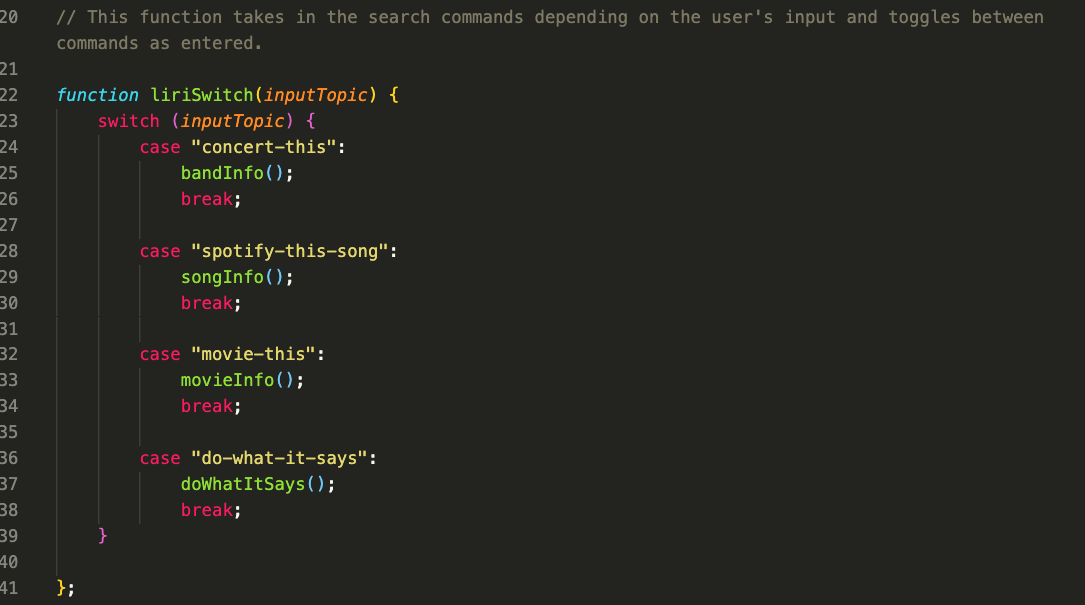 20 // This function takes in the search commands depending on the user's input and toggles between
commands as entered.
21
22 function liriSwitch(inputTopic) {
23 switch (inputTopic) {
24 case "concert-this":
25 bandInfo();
26 break;
27
28 case "spotify-this-song":
29 songInfo();
30 break;
31
32 case "movie-this":
33 movieInfo();
34 break;
35
36 case "do-what-it-says":
37 doWhatItSays();
38 break;
39 }
40
41 };